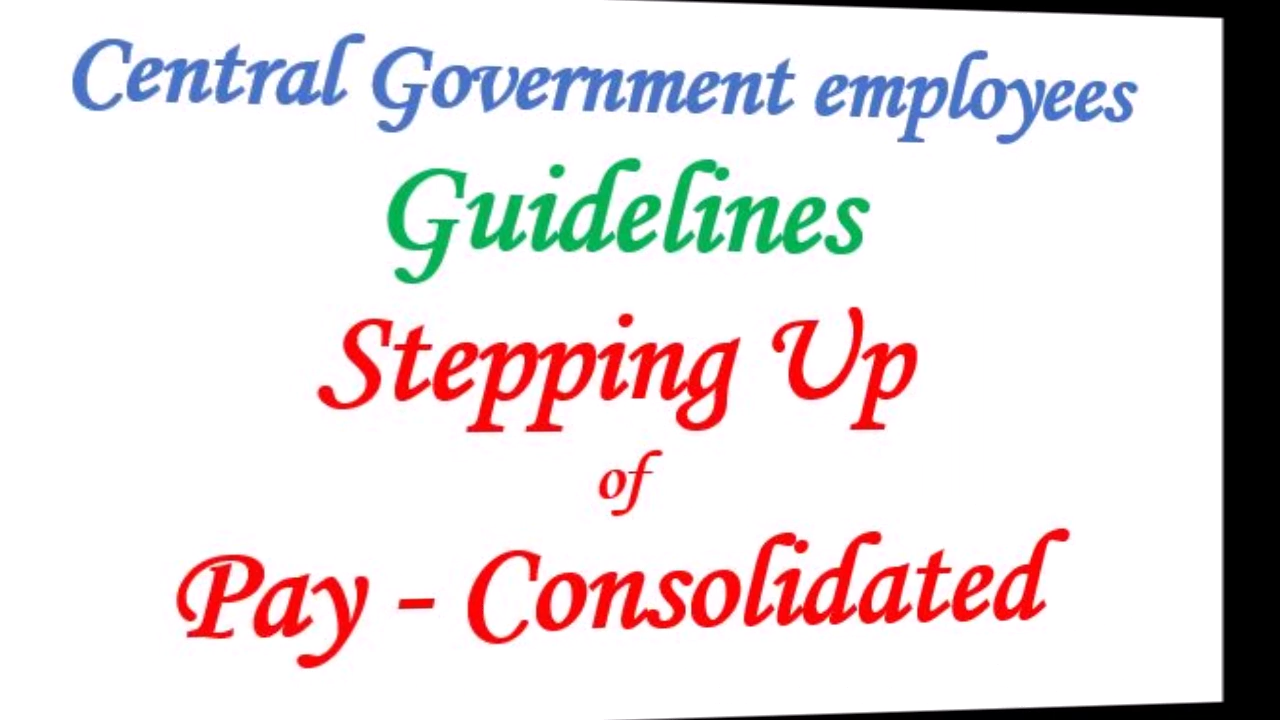 Central Government employees
Guidelines
Stepping Up
of
Pay - Consolidated